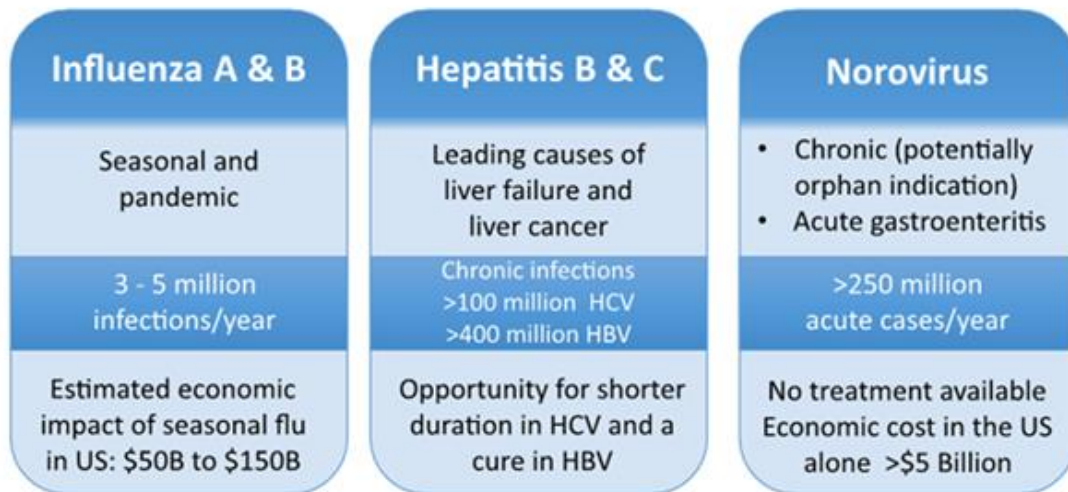 Influenza A & B
Seasonal and
pandemic
3 - 5 million
infections/year
Estimated economic
impact of seasonal flu
in US: $50B to $150B
Hepatitis B & C
Leading causes of
liver failure and
liver cancer
Chronic infections
>100 million HCV
>400 million HBV
Opportunity for shorter
duration in HCV and a
cure in HBV
Norovirus
• Chronic (potentially
orphan indication)
• Acute gastroenteritis
>250 million
acute cases/year
No treatment available
Economic cost in the US
alone >$5 Billion